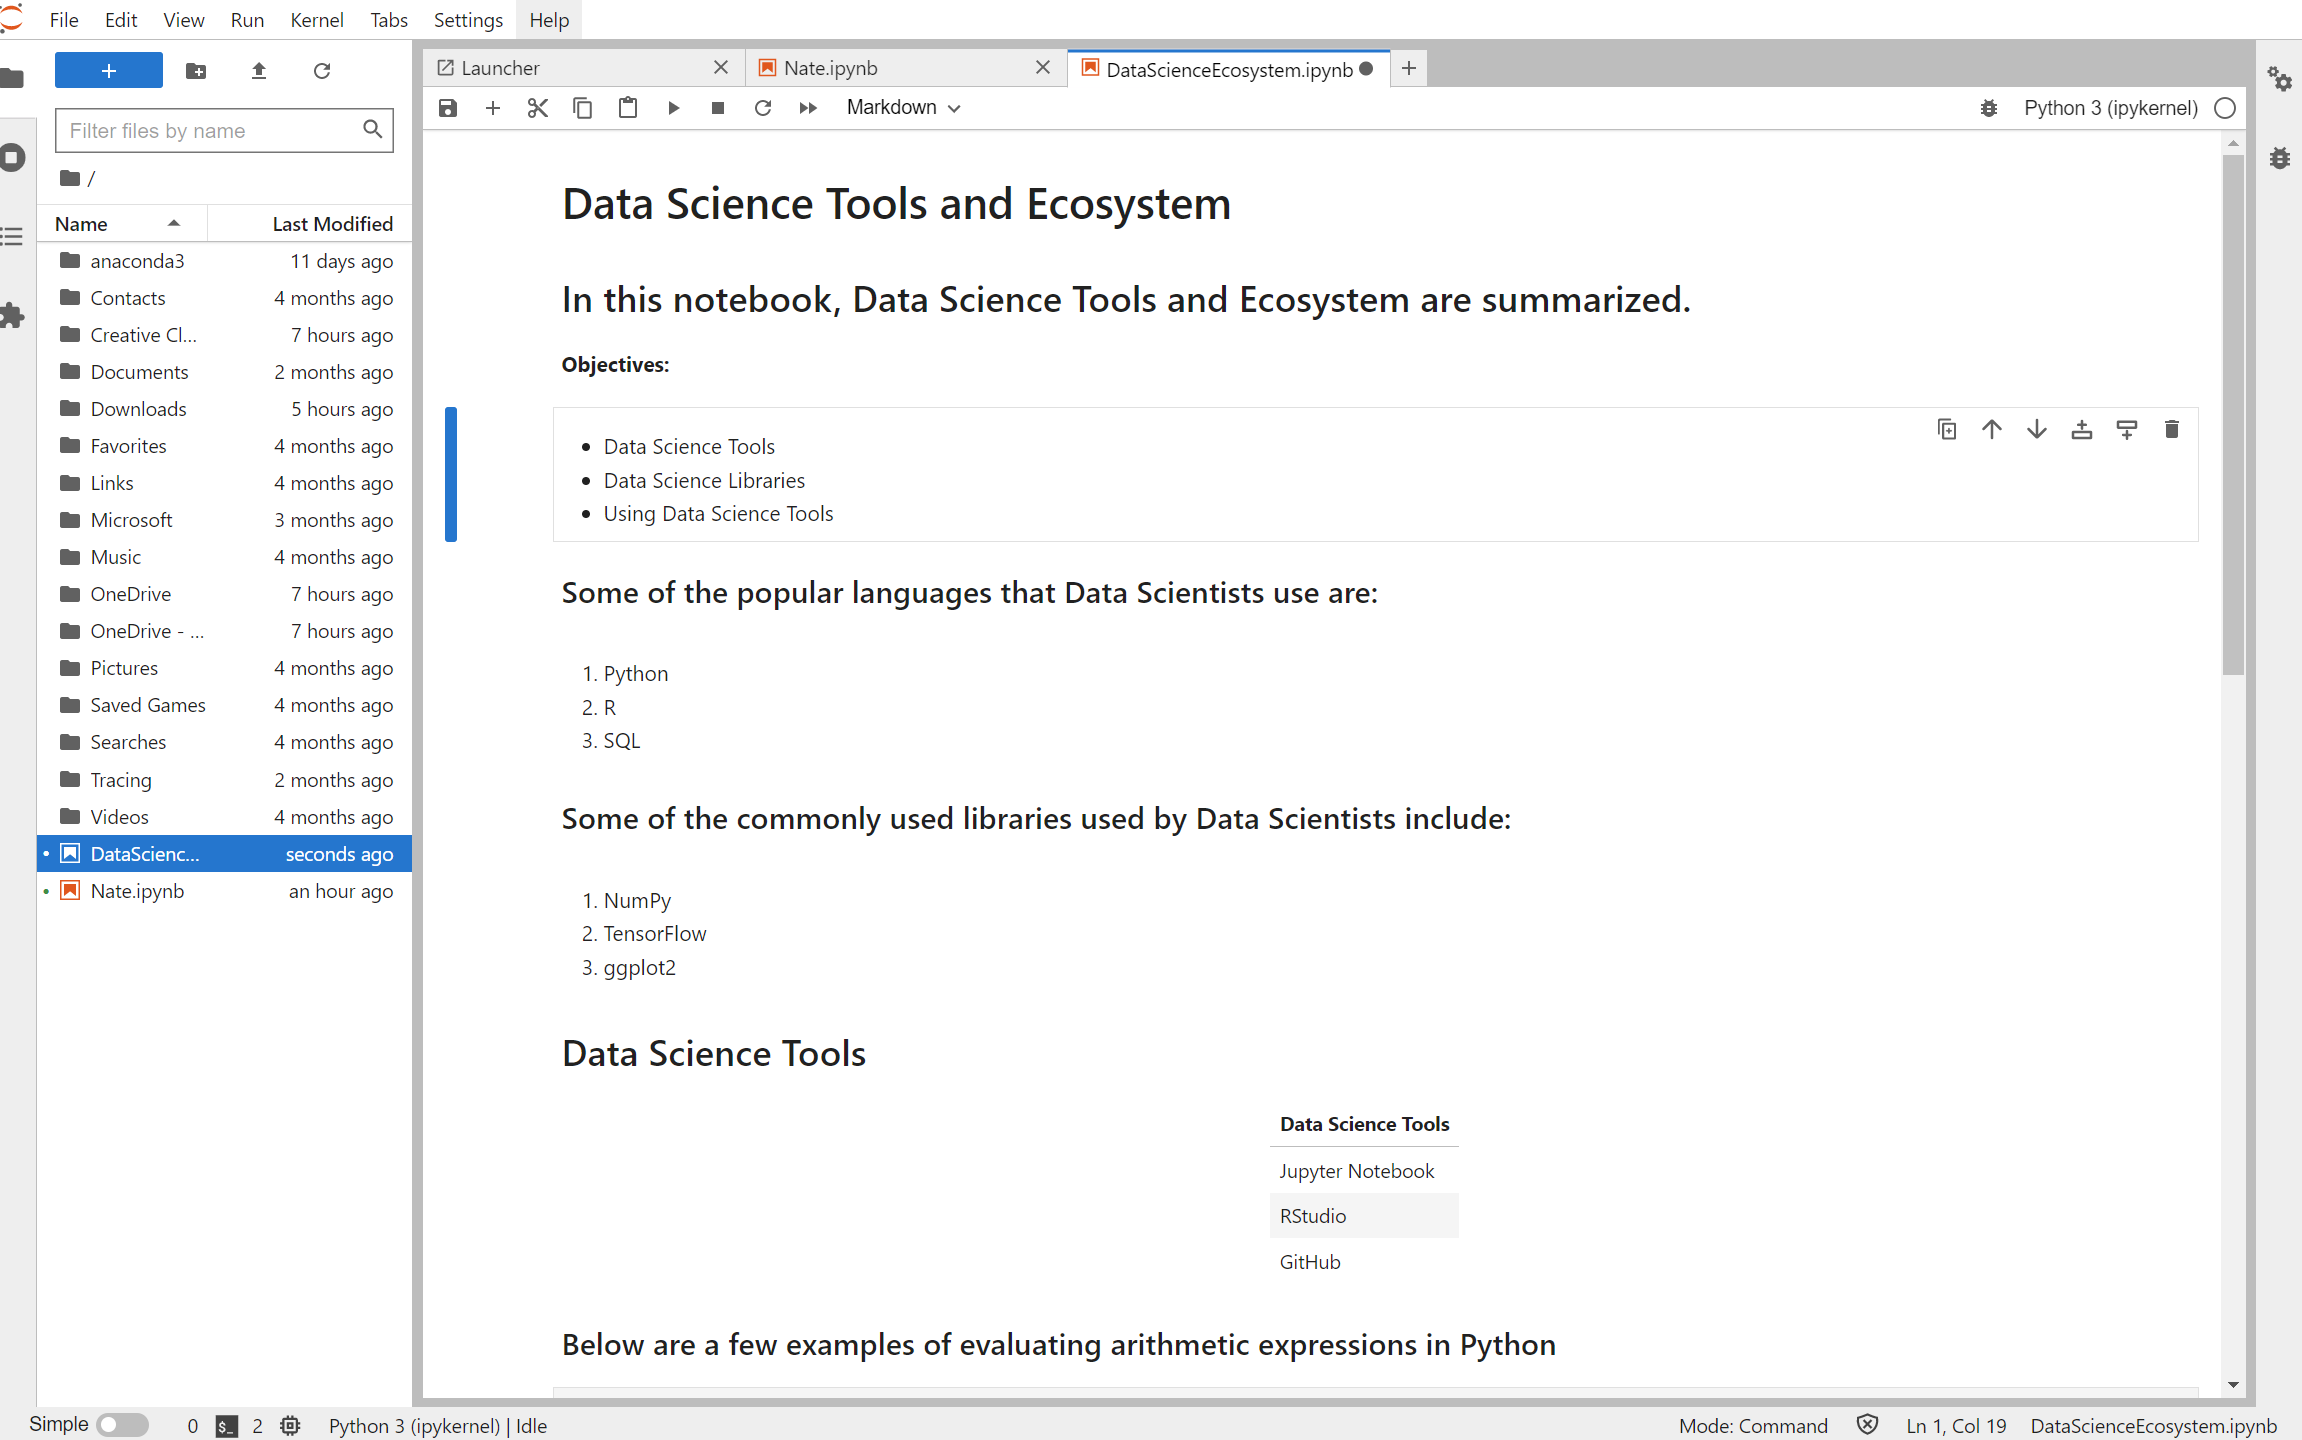 File Edit View Run Kernel Tabs Settings Help
Launcher
Nate.ipynb
DataScienceEcosystem.ipynb
Markdown
Python 3 (ipykernel)
Filter files by name
/
Name Last Modified
anaconda3 11 days ago
Contacts 4 months ago
Creative Cl... 7 hours ago
Documents 2 months ago
Downloads 5 hours ago
Favorites 4 months ago
Links 4 months ago
Microsoft 3 months ago
Music 4 months ago
OneDrive 7 hours ago
OneDrive - ... 7 hours ago
Pictures 4 months ago
Saved Games 4 months ago
Searches 4 months ago
Tracing 2 months ago
Videos 4 months ago
DataScienc... seconds ago
Nate.ipynb an hour ago
Data Science Tools and Ecosystem
In this notebook, Data Science Tools and Ecosystem are summarized.
Objectives:
• Data Science Tools
• Data Science Libraries
• Using Data Science Tools
Some of the popular languages that Data Scientists use are:
1. Python
2. R
3. SQL
Some of the commonly used libraries used by Data Scientists include:
1. NumPy
2. TensorFlow
3. ggplot2
Data Science Tools
Data Science Tools
Jupyter Notebook
RStudio
GitHub
Below are a few examples of evaluating arithmetic expressions in Python
Simple 0 $_ 2 Python 3 (ipykernel) | Idle Mode: Command Ln 1, Col 19 DataScienceEcosystem.ipynb